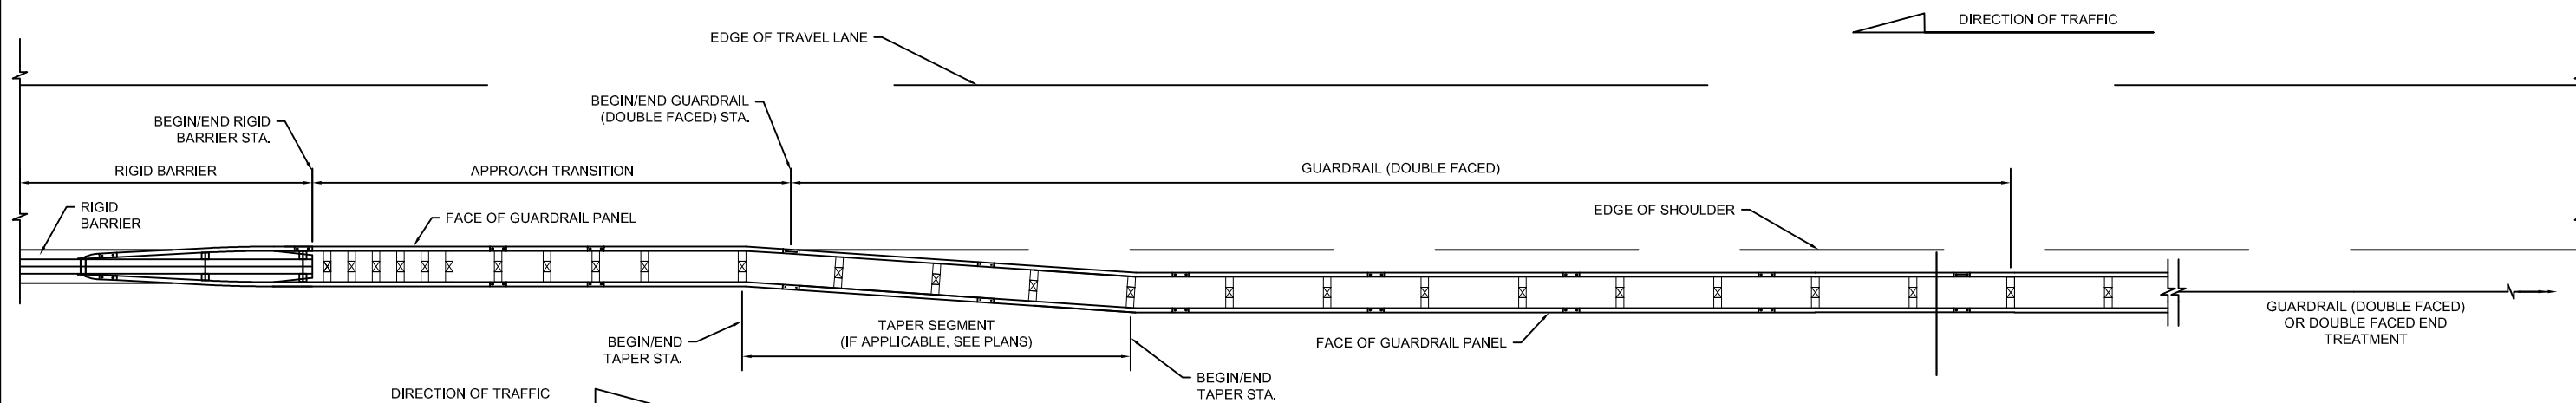 DIRECTION OF TRAFFIC
EDGE OF TRAVEL LANE
BEGIN/END GUARDRAIL
(DOUBLE FACED) STA.
BEGIN/END RIGID
BARRIER STA.
RIGID BARRIER
APPROACH TRANSITION
GUARDRAIL (DOUBLE FACED)
RIGID
BARRIER
FACE OF GUARDRAIL PANEL
EDGE OF SHOULDER
BEGIN/END
TAPER STA.
TAPER SEGMENT
(IF APPLICABLE, SEE PLANS)
FACE OF GUARDRAIL PANEL
GUARDRAIL (DOUBLE FACED)
OR DOUBLE FACED END
TREATMENT
BEGIN/END
TAPER STA.
DIRECTION OF TRAFFIC